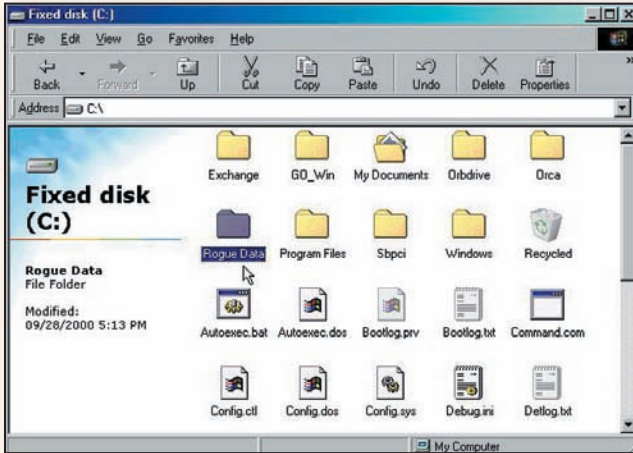 Fixed disk (C:)
File Edit View Go Favorites Help
Back Forward Up Cut Copy Paste Undo Delete Properties »
Address C:\
Fixed disk
(C:)
Rogue Data
File Folder
Modified:
09/28/2000 5:13 PM
Exchange GO_Win My Documents Orbdrive Orca
Rogue Data Program Files Sbpci Windows Recycled
Autoexec.bat Autoexec.dos Bootlog.prv Bootlog.txt Command.com
Config.ctl Config.dos Config.sys Debug.ini Detlog.txt
My Computer